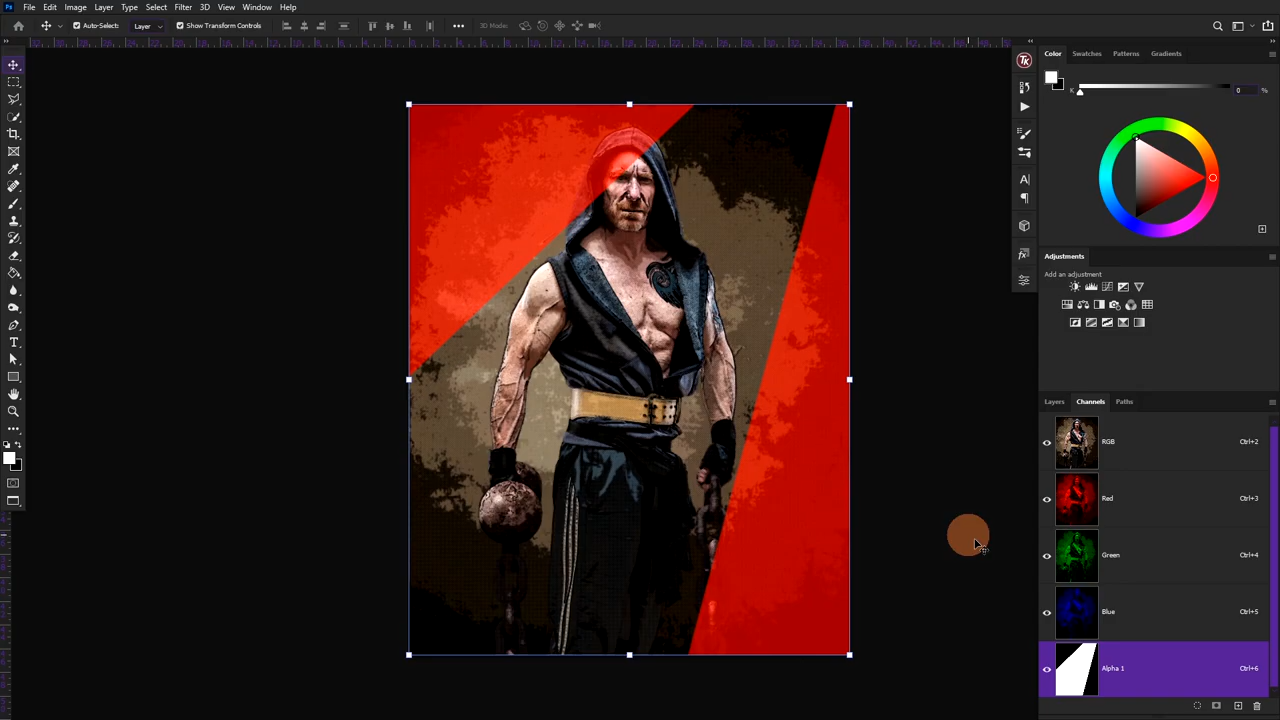 Ps File Edit Image Layer Type Select Filter 3D View Window Help
Auto-Select: Layer Show Transform Controls 3D Mode:
Color Swatches Patterns Gradients
TK
K 0 %
Adjustments
Add an adjustment
Layers Channels Paths
RGB Ctrl+2
Red Ctrl+3
Green Ctrl+4
Blue Ctrl+5
Alpha 1 Ctrl+6